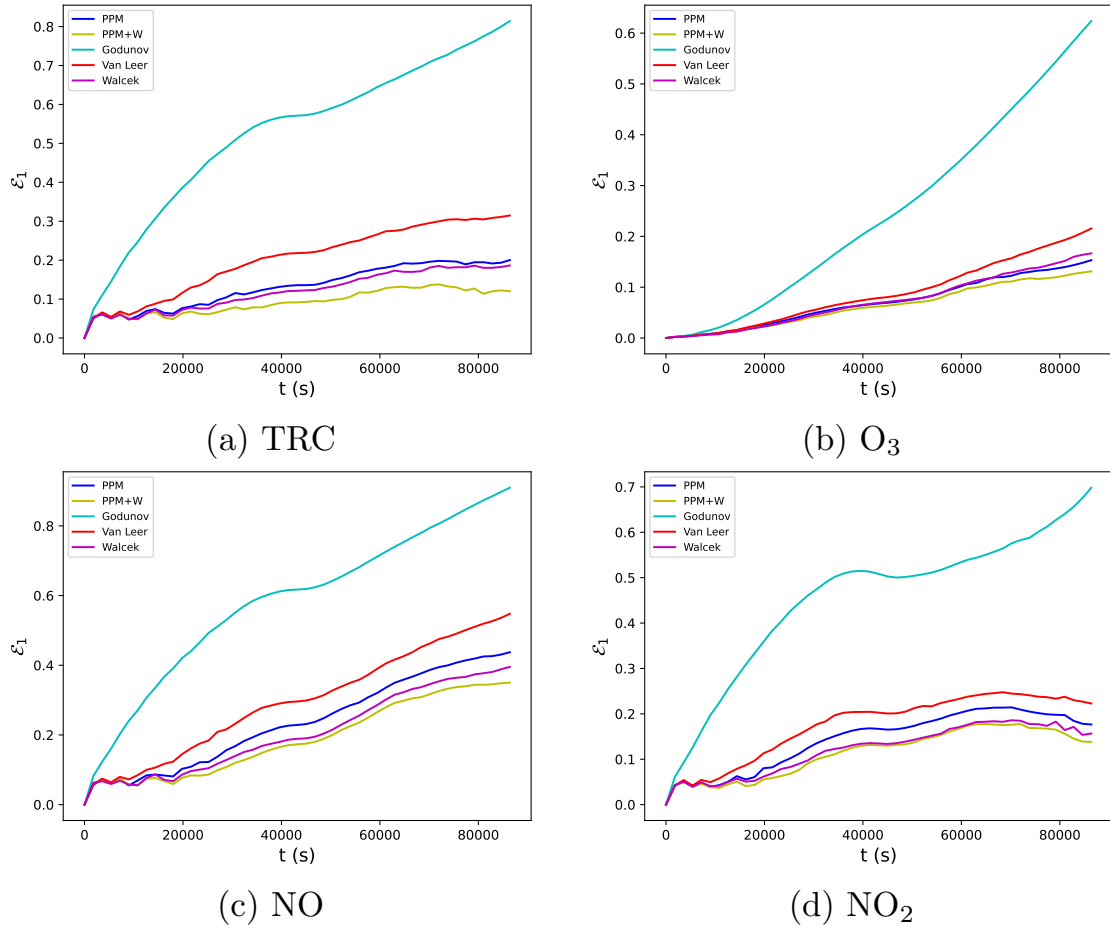 PPM
PPM+W
Godunov
Van Leer
Walcek
0.8
0.7
0.6
0.5
0.4
0.3
0.2
0.1
0.0
ℰ₁
0 20000 40000 60000 80000
t (s)
(a) TRC
PPM
PPM+W
Godunov
Van Leer
Walcek
0.6
0.5
0.4
0.3
0.2
0.1
0.0
ℰ₁
0 20000 40000 60000 80000
t (s)
(b) O₃
PPM
PPM+W
Godunov
Van Leer
Walcek
0.8
0.6
0.4
0.2
0.0
ℰ₁
0 20000 40000 60000 80000
t (s)
(c) NO
PPM
PPM+W
Godunov
Van Leer
Walcek
0.7
0.6
0.5
0.4
0.3
0.2
0.1
0.0
ℰ₁
0 20000 40000 60000 80000
t (s)
(d) NO₂